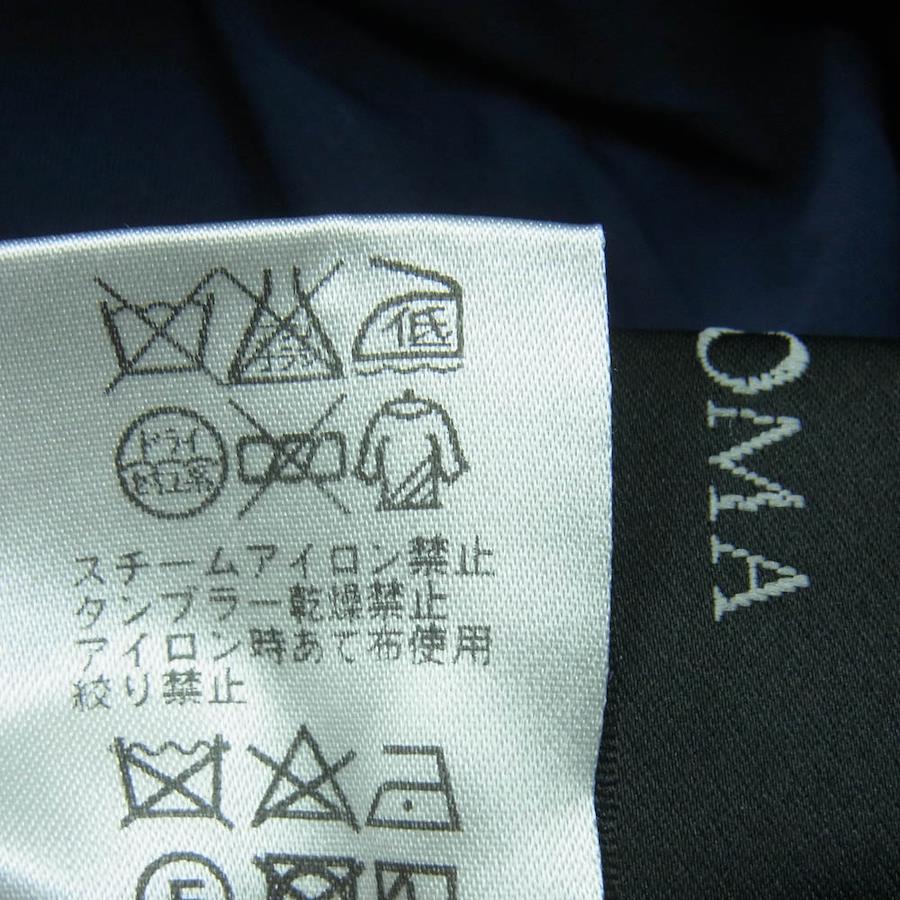 低
ドライ
石油系
スチームアイロン禁止
タンブラー乾燥禁止
アイロン時あて布使用
絞り禁止
F
OMA